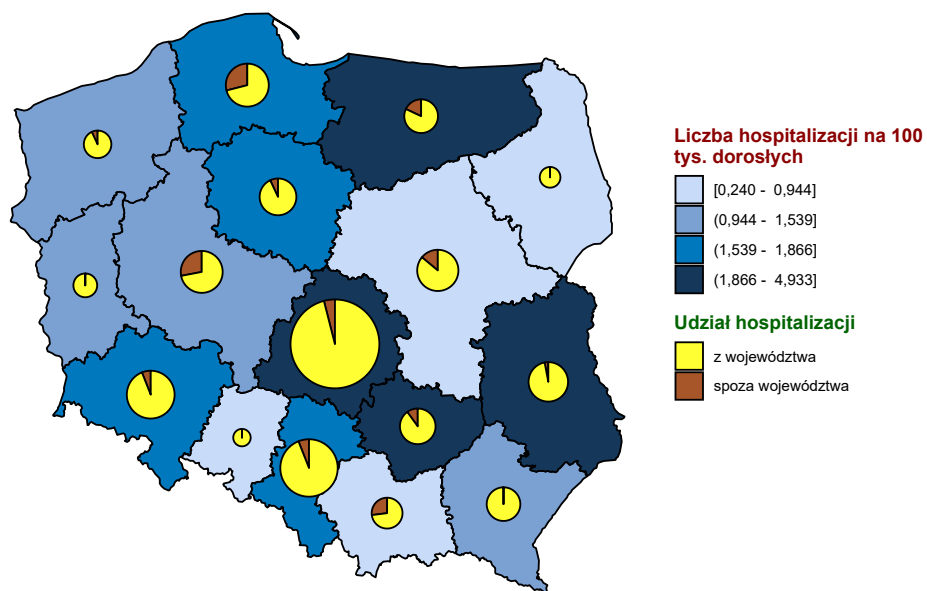 Liczba hospitalizacji na 100
tys. dorosłych
[0,240 - 0,944]
(0,944 - 1,539]
(1,539 - 1,866]
(1,866 - 4,933]
Udział hospitalizacji
z województwa
spoza województwa